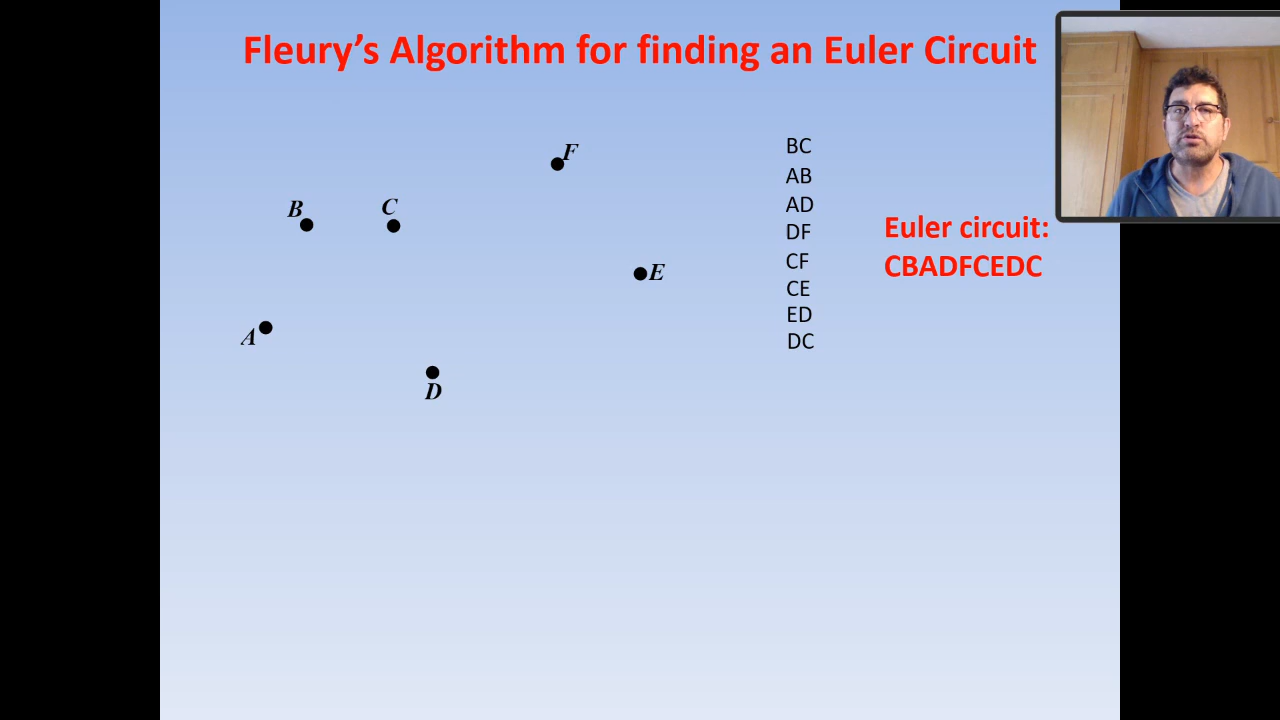 Fleury's Algorithm for finding an Euler Circuit
F
B
C
E
A
D
BC
AB
AD
DF
CF
CE
ED
DC
Euler circuit:
CBADFCEDC